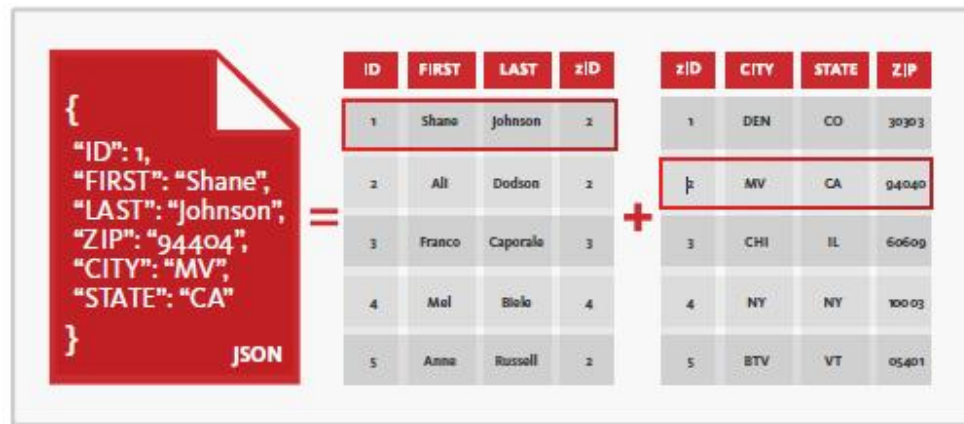 {
“ID”: 1,
“FIRST”: “Shane”,
“LAST”: “Johnson”,
“ZIP”: “94404”,
“CITY”: “MV”,
“STATE”: “CA”
}
JSON
=
ID FIRST LAST zID
1 Shane Johnson 2
2 Ali Dodson 2
3 Franco Caporale 3
4 Mel Biele 4
5 Anne Russell 2
+
zID CITY STATE ZIP
1 DEN CO 30303
2 MV CA 94040
3 CHI IL 60609
4 NY NY 10003
5 BTV VT 05401